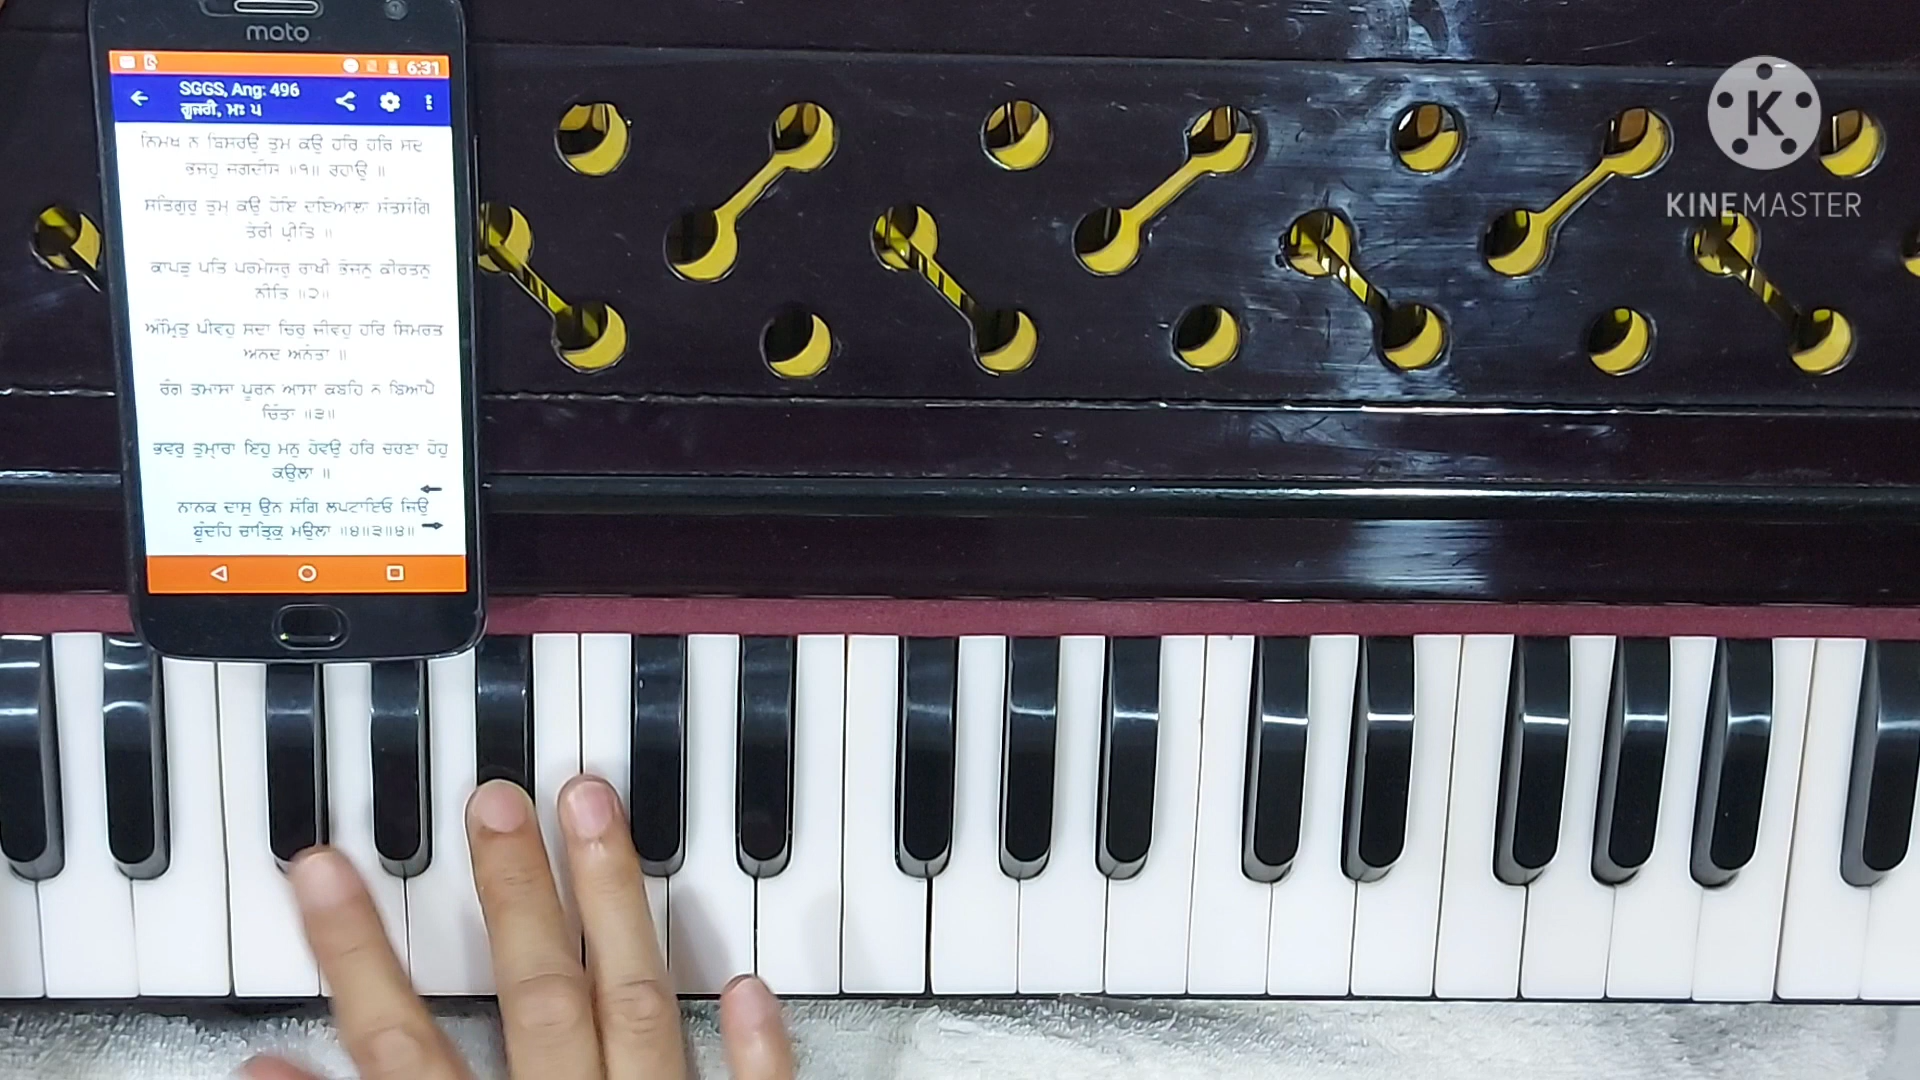 moto
6:31
SGGS, Ang: 496
ਗੂਜਰੀ, ਮਃ ੫
ਨਿਮਖ ਨ ਬਿਸਰਉ ਤੁਮ ਕਉ ਹਰਿ ਹਰਿ ਸਦ
ਭਜਹੁ ਜਗਦੀਸ ॥੧॥ ਰਹਾਉ ॥
ਸਤਿਗੁਰੁ ਤੁਮ੍ ਕਉ ਹੋਇ ਦਇਆਲਾ ਸੰਤਸੰਗਿ
ਤੇਰੀ ਪ੍ਰੀਤਿ ॥
ਕਾਪੜੁ ਪਤਿ ਪਰਮੇਸਰੁ ਰਾਖੀ ਭੋਜਨੁ ਕੀਰਤਨੁ
ਨੀਤਿ ॥੨॥
ਅੰਮ੍ਰਿਤੁ ਪੀਵਹੁ ਸਦਾ ਚਿਰੁ ਜੀਵਹੁ ਹਰਿ ਸਿਮਰਤ
ਅਨਦ ਅਨੰਤਾ ॥
ਰੰਗ ਤਮਾਸਾ ਪੂਰਨ ਆਸਾ ਕਬਹਿ ਨ ਬਿਆਪੈ
ਚਿੰਤਾ ॥੩॥
ਭਵਰੁ ਤੁਮ੍ਾਰਾ ਇਹੁ ਮਨੁ ਹੋਵਉ ਹਰਿ ਚਰਣਾ ਹੋਹੁ
ਕਉਲਾ ॥
ਨਾਨਕ ਦਾਸੁ ਉਨ ਸੰਗਿ ਲਪਟਾਇਓ ਜਿਉ
ਬੂੰਦਹਿ ਚਾਤ੍ਰਿਕੁ ਮਉਲਾ ॥੪॥੩॥੪॥
K
KINEMASTER